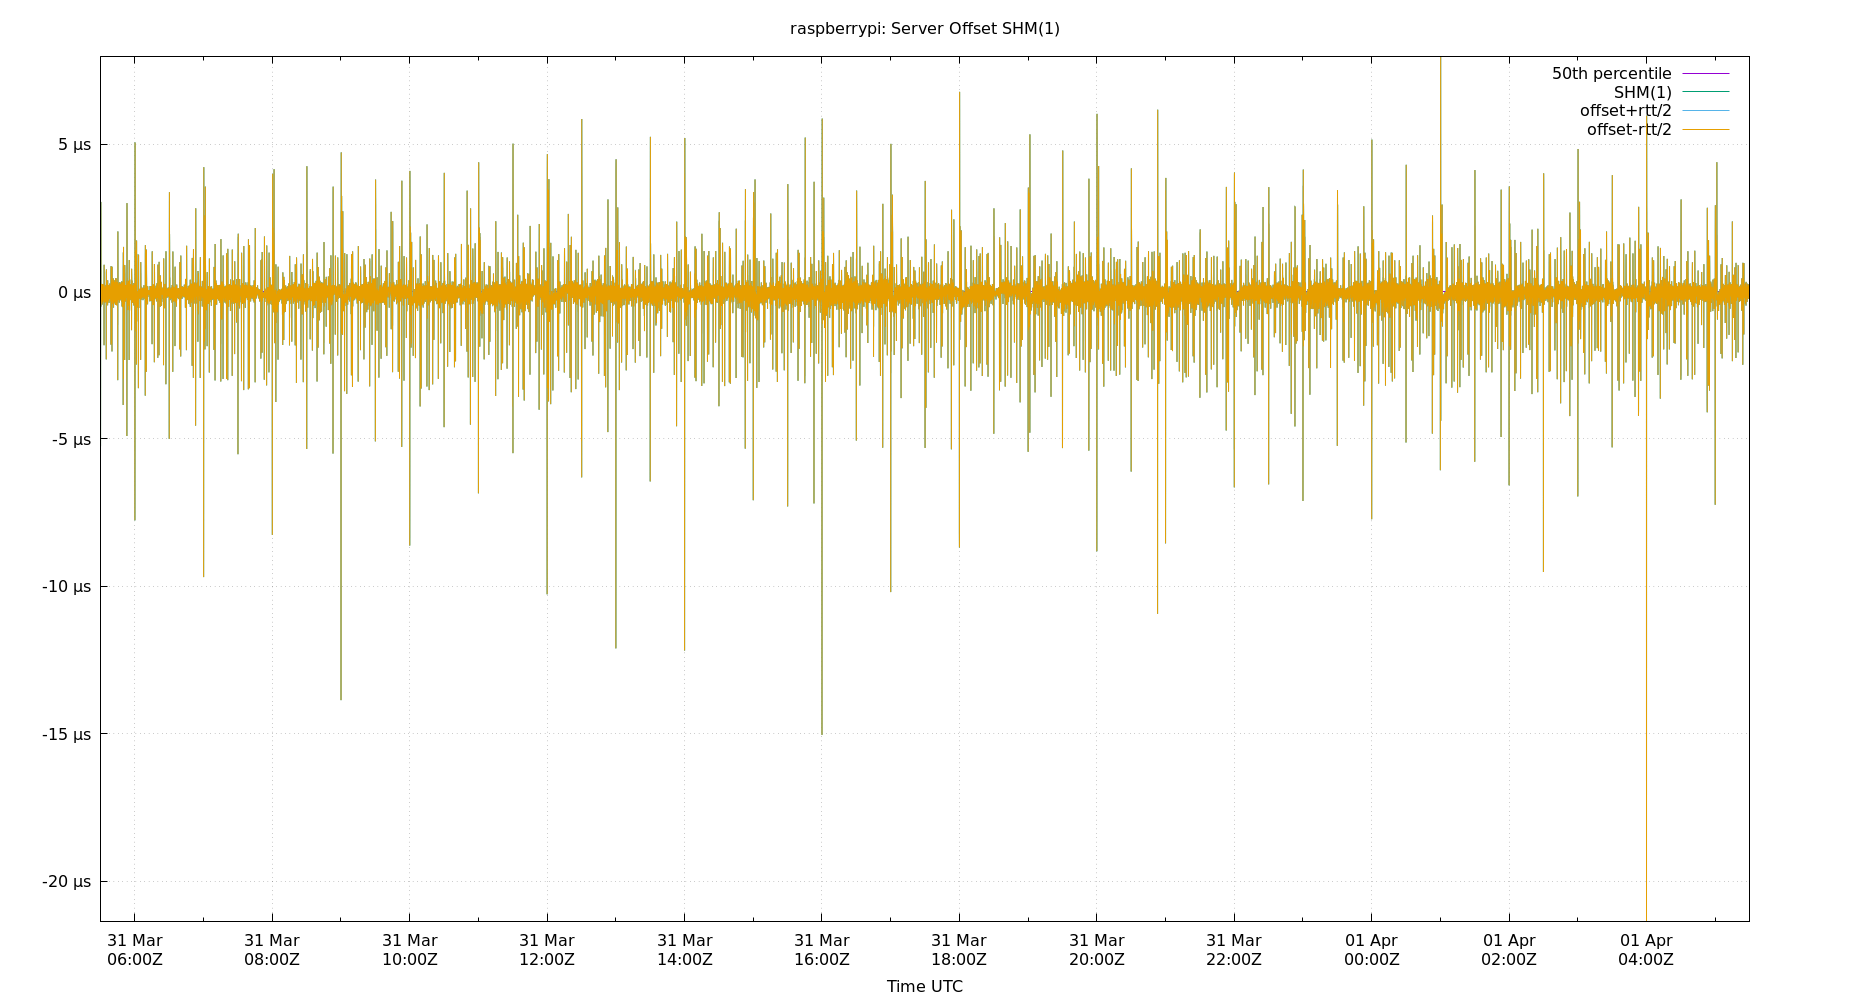 raspberrypi: Server Offset SHM(1)
50th percentile
SHM(1)
offset+rtt/2
offset-rtt/2
5 µs
0 µs
-5 µs
-10 µs
-15 µs
-20 µs
31 Mar 31 Mar 31 Mar 31 Mar 31 Mar 31 Mar 31 Mar 31 Mar 31 Mar 01 Apr 01 Apr 01 Apr
06:00Z 08:00Z 10:00Z 12:00Z 14:00Z 16:00Z 18:00Z 20:00Z 22:00Z 00:00Z 02:00Z 04:00Z
Time UTC